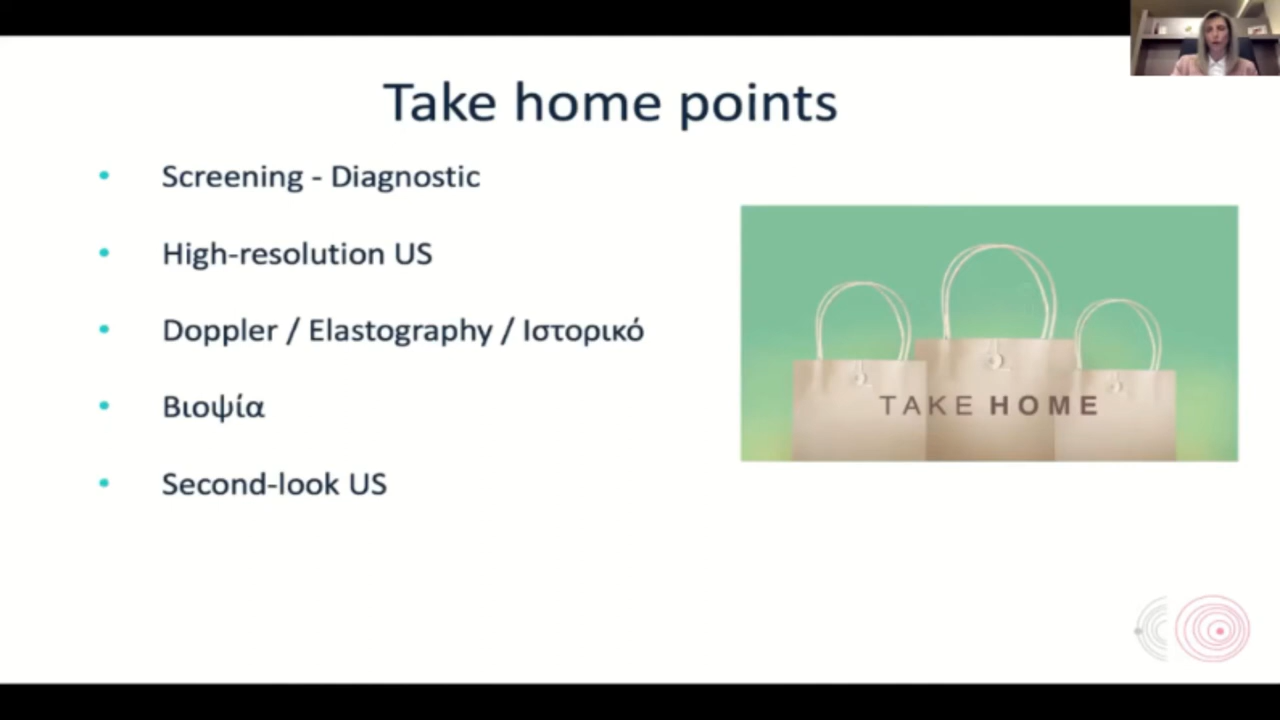 Take home points
Screening - Diagnostic
High-resolution US
Doppler / Elastography / Ιστορικό
Βιοψία
Second-look US
TAKE HOME